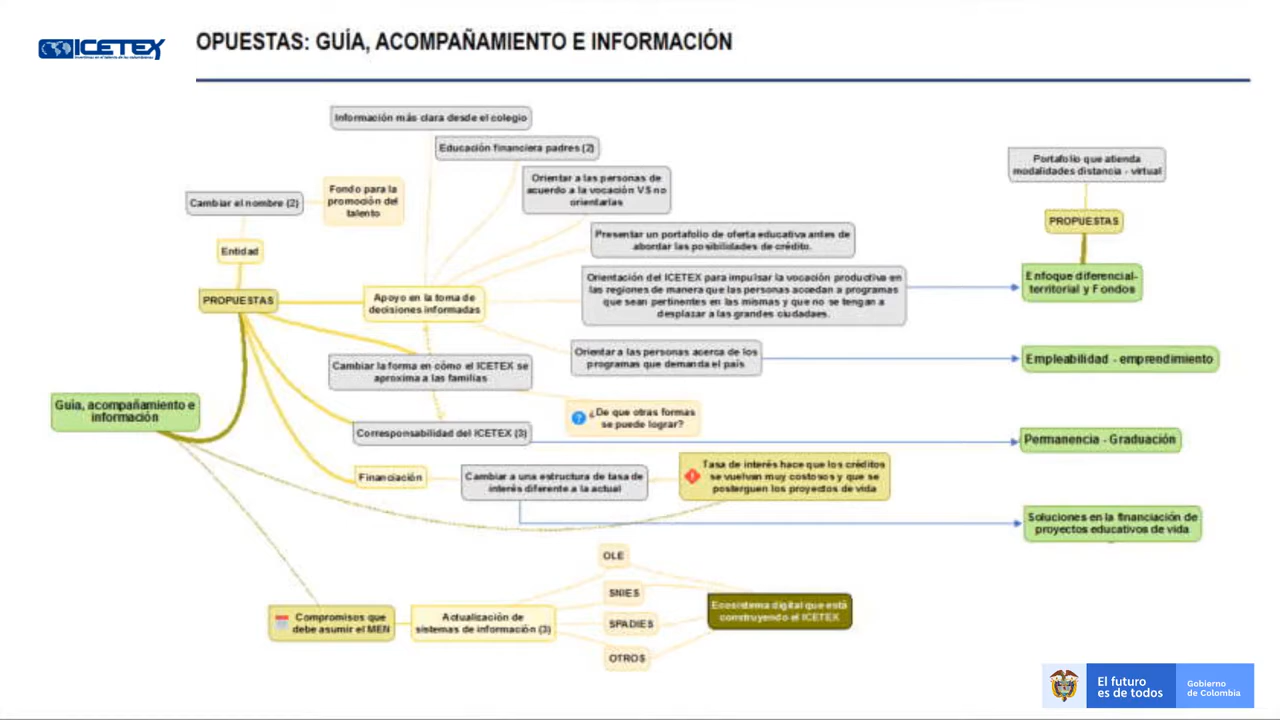 ICETEX
OPUESTAS: GUÍA, ACOMPAÑAMIENTO E INFORMACIÓN
Información más clara desde el colegio
Educación financiera padres (2)
Orientar a las personas de
acuerdo a la vocación VS no
orientarlas
Portafolio que atienda
modalidades distancia - virtual
Fondo para la
promoción del
talento
Cambiar el nombre (2)
PROPUESTAS
Presentar un portafolio de oferta educativa antes de
abordar las posibilidades de crédito.
Entidad
Orientación del ICETEX para impulsar la vocación productiva en
las regiones de manera que las personas accedan a programas
que sean pertinentes en las mismas y que no se tengan a
desplazar a las grandes ciudadaes.
Enfoque diferencial-
territorial y Fondos
PROPUESTAS
Apoyo en la toma de
decisiones informadas
Orientar a las personas acerca de los
programas que demanda el país
Empleabilidad - emprendimiento
Cambiar la forma en cómo el ICETEX se
aproxima a las familias
Guía, acompañamiento e
información
¿De que otras formas
se puede lograr?
Corresponsabilidad del ICETEX (3)
Permanencia - Graduación
Financiación
Cambiar a una estructura de tasa de
interés diferente a la actual
Tasa de interés hace que los créditos
se vuelvan muy costosos y que se
posterguen los proyectos de vida
Soluciones en la financiación de
proyectos educativos de vida
OLE
SNIES
SPADIES
OTROS
Ecosistema digital que está
construyendo el ICETEX
Compromisos que
debe asumir el MEN
Actualización de
sistemas de información (3)
El futuro
es de todos
Gobierno
de Colombia